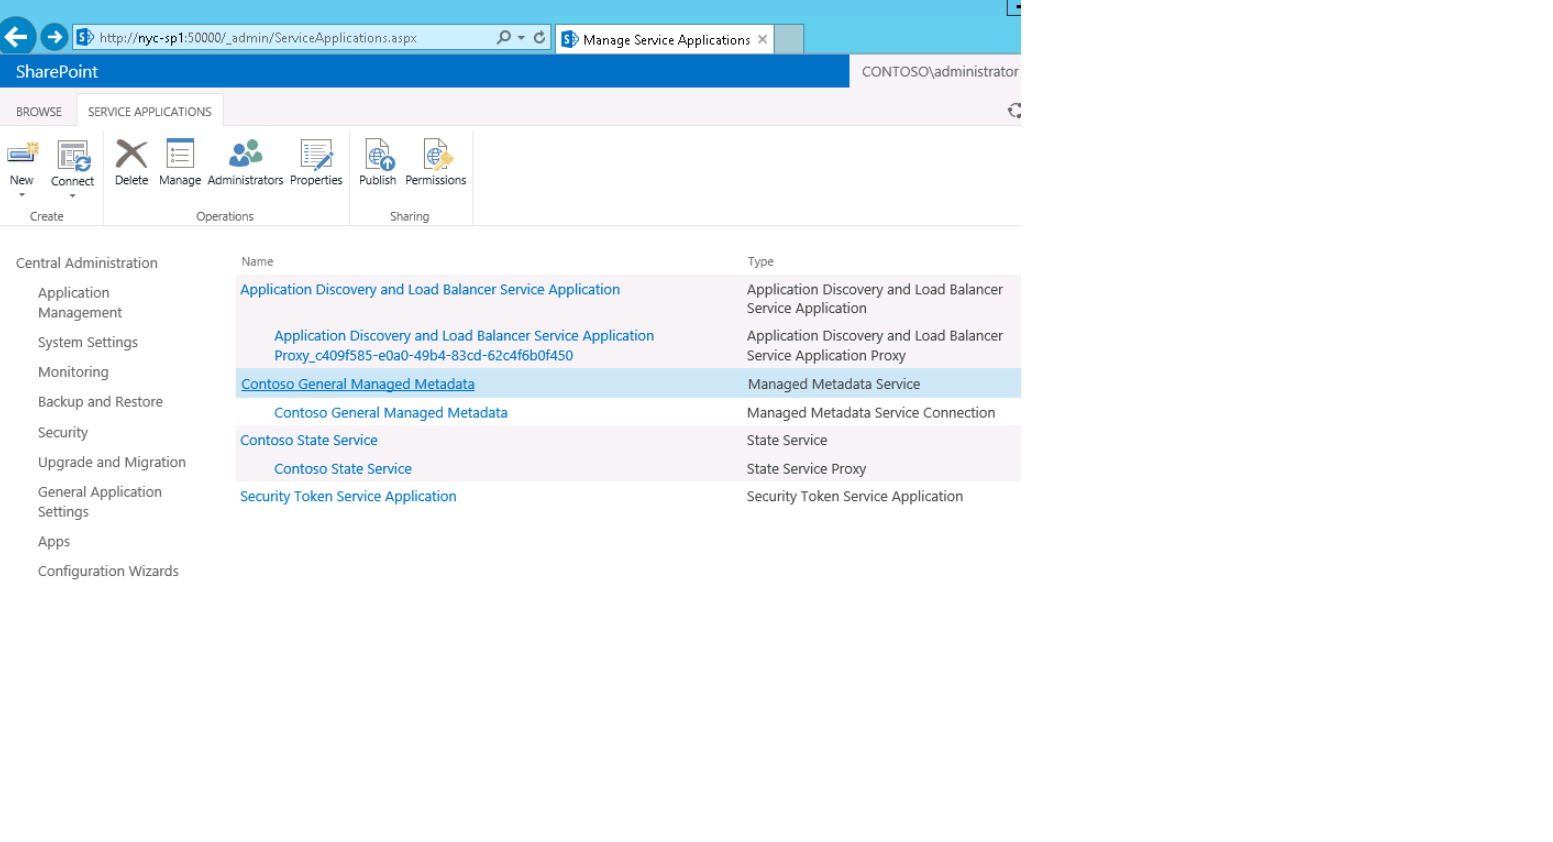 http://nyc-sp1:50000/_admin/ServiceApplications.aspx
Manage Service Applications
SharePoint
CONTOSO\administrator
BROWSE
SERVICE APPLICATIONS
New
Connect
Delete
Manage
Administrators
Properties
Publish
Permissions
Create
Operations
Sharing
Central Administration
Application
Management
System Settings
Monitoring
Backup and Restore
Security
Upgrade and Migration
General Application
Settings
Apps
Configuration Wizards
Name
Type
Application Discovery and Load Balancer Service Application
Application Discovery and Load Balancer
Service Application
Application Discovery and Load Balancer Service Application
Proxy_c409f585-e0a0-49b4-83cd-62c4f6b0f450
Application Discovery and Load Balancer
Service Application Proxy
Contoso General Managed Metadata
Managed Metadata Service
Contoso General Managed Metadata
Managed Metadata Service Connection
Contoso State Service
State Service
Contoso State Service
State Service Proxy
Security Token Service Application
Security Token Service Application